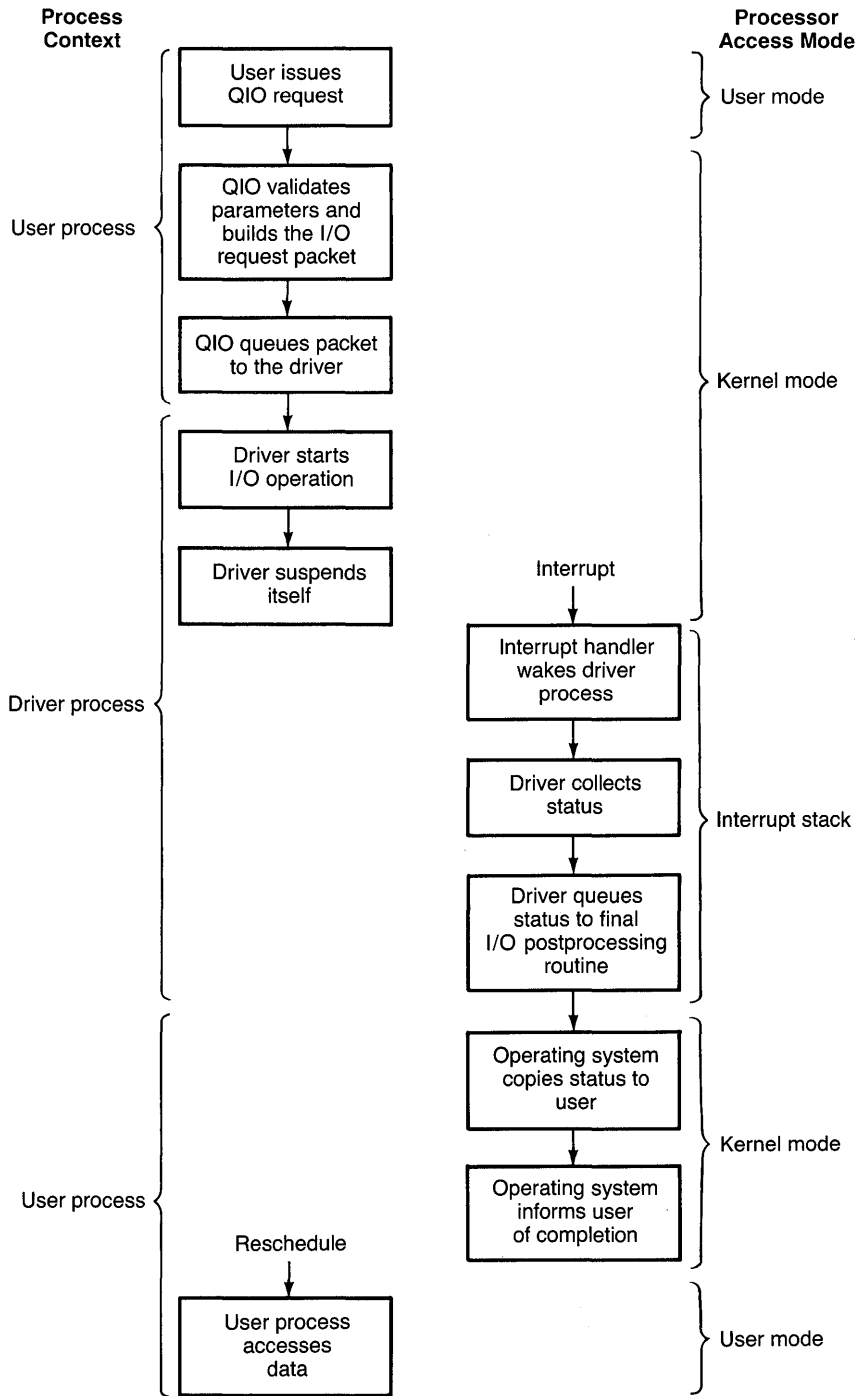 Process
Context
Processor
Access Mode
User issues
QIO request
User mode
QIO validates
parameters and
builds the I/O
request packet
User process
QIO queues packet
to the driver
Kernel mode
Driver starts
I/O operation
Driver suspends
itself
Interrupt
Interrupt handler
wakes driver
process
Driver process
Driver collects
status
Interrupt stack
Driver queues
status to final
I/O postprocessing
routine
Operating system
copies status to
user
Kernel mode
User process
Operating system
informs user
of completion
Reschedule
User process
accesses
data
User mode